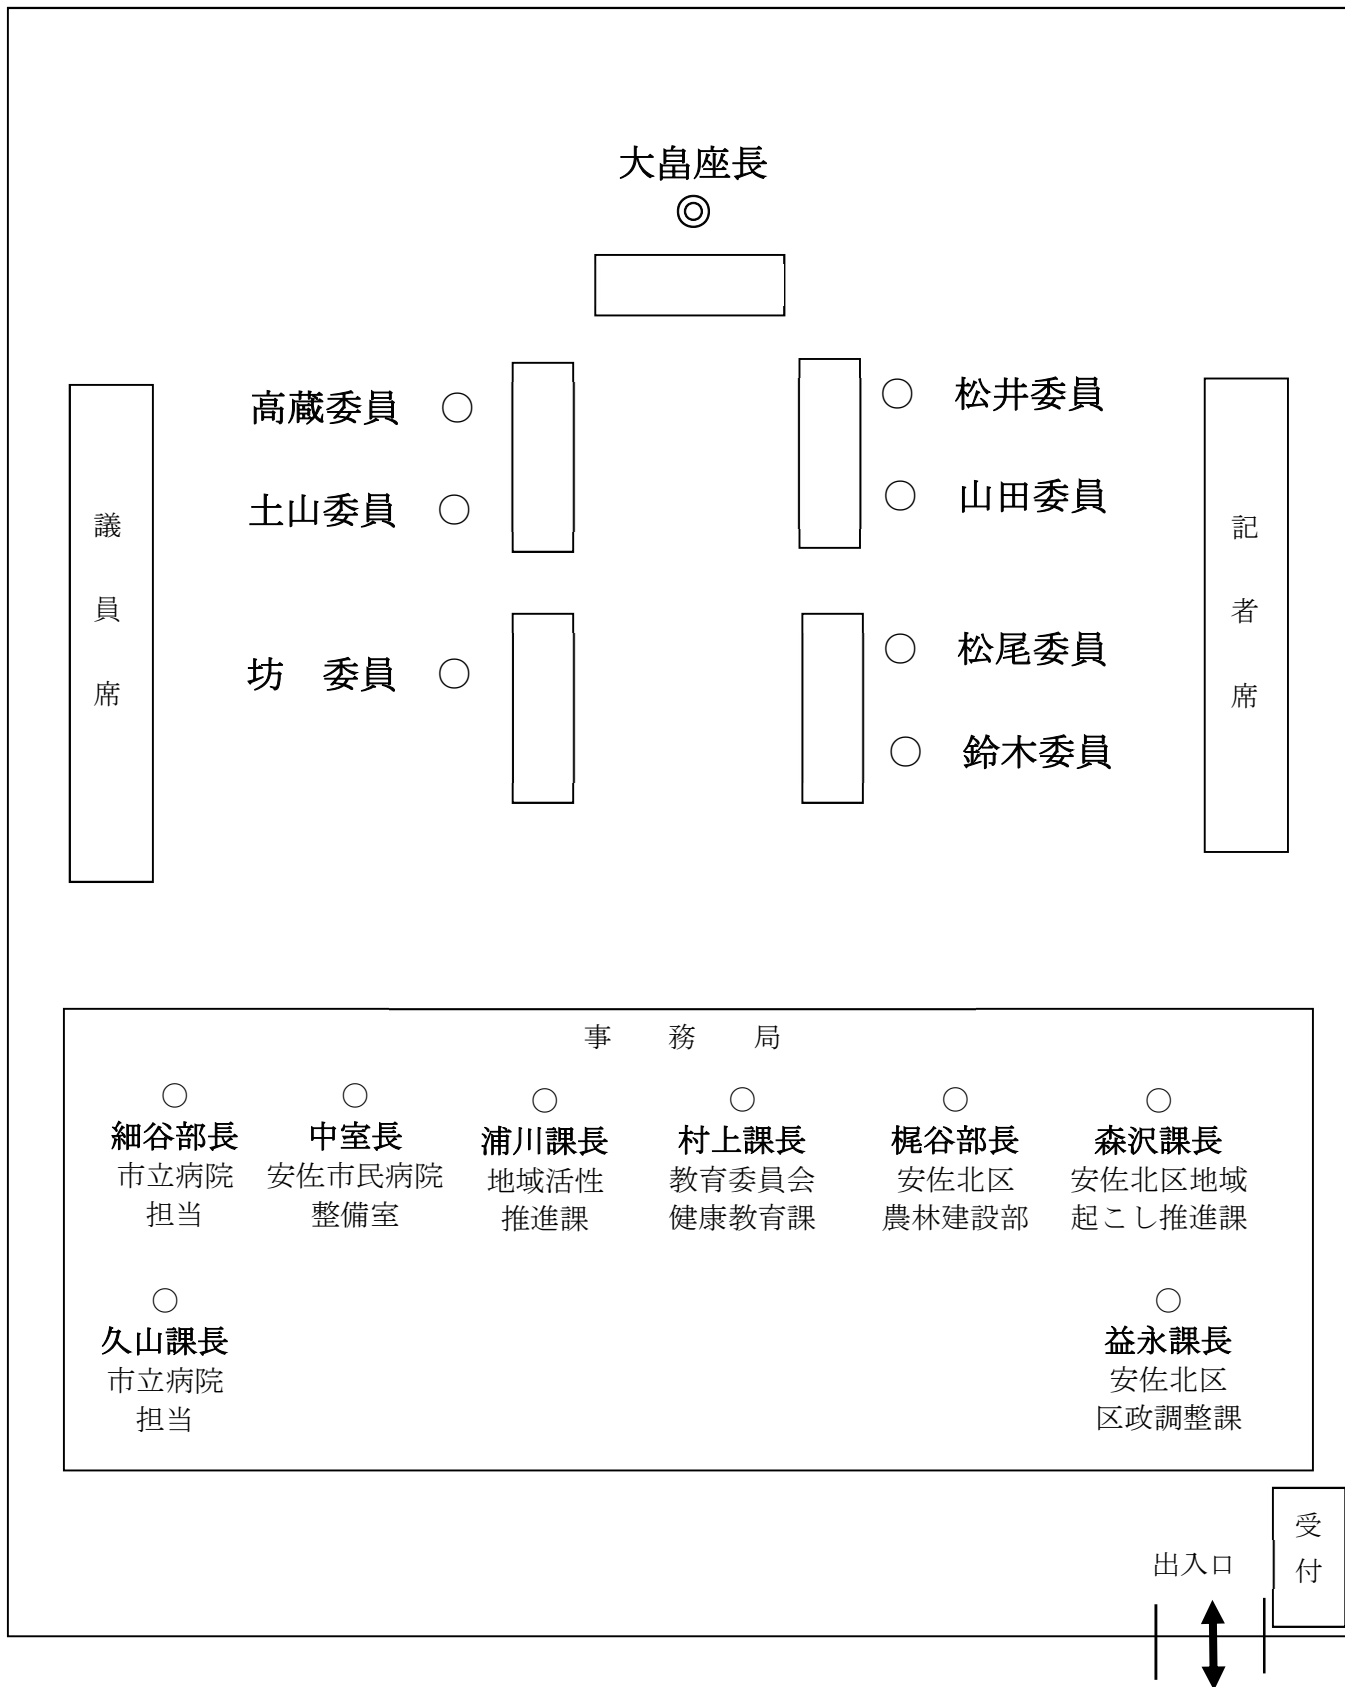 大畠座長
◎
高蔵委員 ○
土山委員 ○
坊 委員 ○
○ 松井委員
○ 山田委員
○ 松尾委員
○ 鈴木委員
議員席
記者席
事務局
○
細谷部長
市立病院
担当
○
中室長
安佐市民病院
整備室
○
浦川課長
地域活性
推進課
○
村上課長
教育委員会
健康教育課
○
梶谷部長
安佐北区
農林建設部
○
森沢課長
安佐北区地域
起こし推進課
○
久山課長
市立病院
担当
○
益永課長
安佐北区
区政調整課
出入口
受付